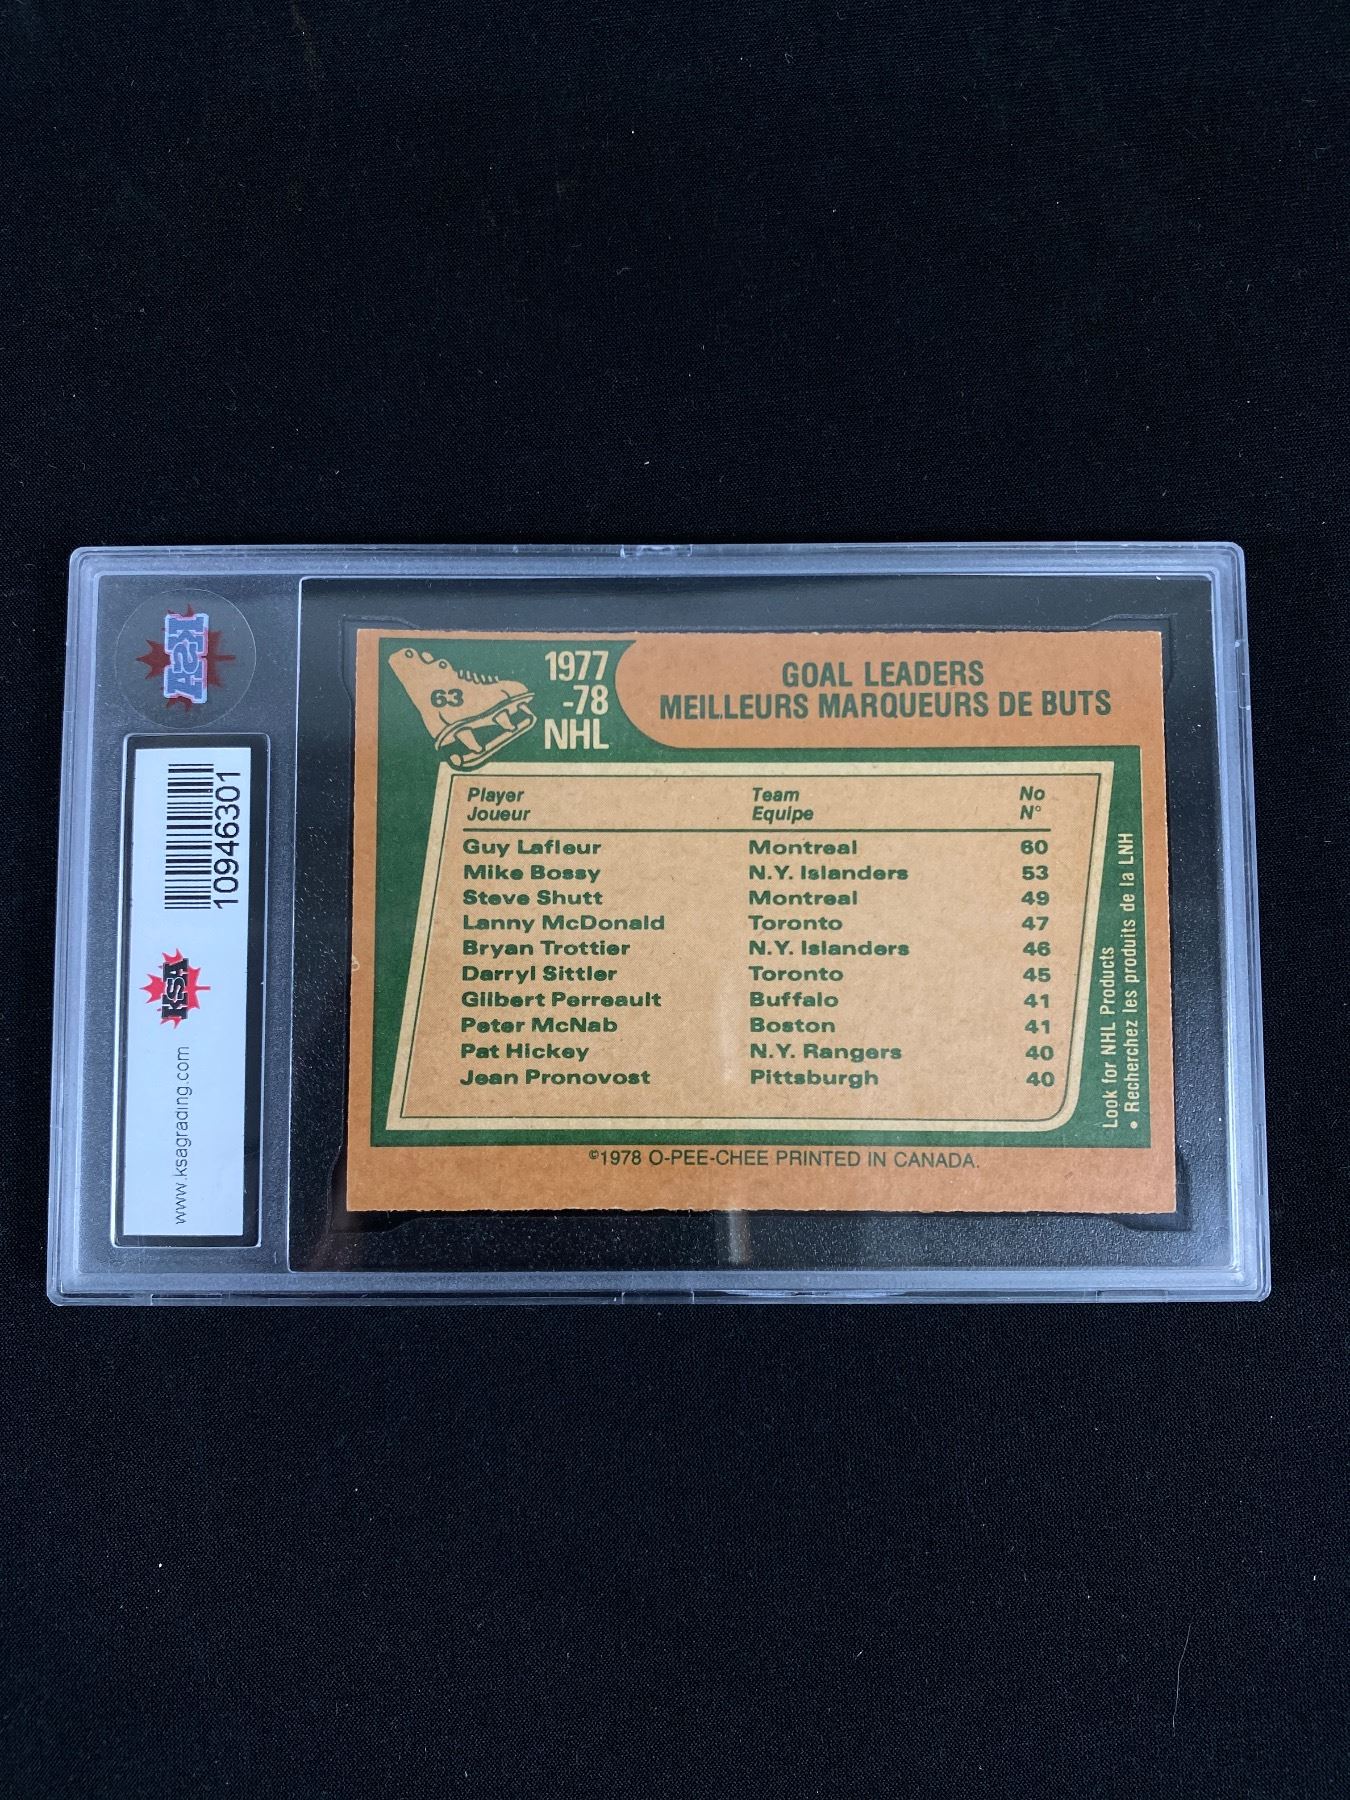 KSA
10946301
KSA
www.ksagrading.com
63
1977
-78
NHL
GOAL LEADERS
MEILLEURS MARQUEURS DE BUTS
Player Team No
Joueur Equipe N°
Guy Lafleur Montreal 60
Mike Bossy N.Y. Islanders 53
Steve Shutt Montreal 49
Lanny McDonald Toronto 47
Bryan Trottier N.Y. Islanders 46
Darryl Sittler Toronto 45
Gilbert Perreault Buffalo 41
Peter McNab Boston 41
Pat Hickey N.Y. Rangers 40
Jean Pronovost Pittsburgh 40
Look for NHL Products
• Recherchez les produits de la LNH
©1978 O-PEE-CHEE PRINTED IN CANADA.